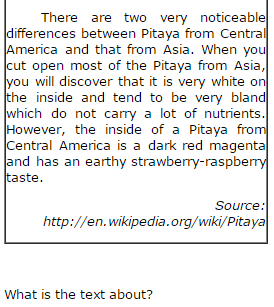 There are two very noticeable
differences between Pitaya from Central
America and that from Asia. When you
cut open most of the Pitaya from Asia,
you will discover that it is very white on
the inside and tend to be very bland
which do not carry a lot of nutrients.
However, the inside of a Pitaya from
Central America is a dark red magenta
and has an earthy strawberry-raspberry
taste.
Source:
http://en.wikipedia.org/wiki/Pitaya
What is the text about?